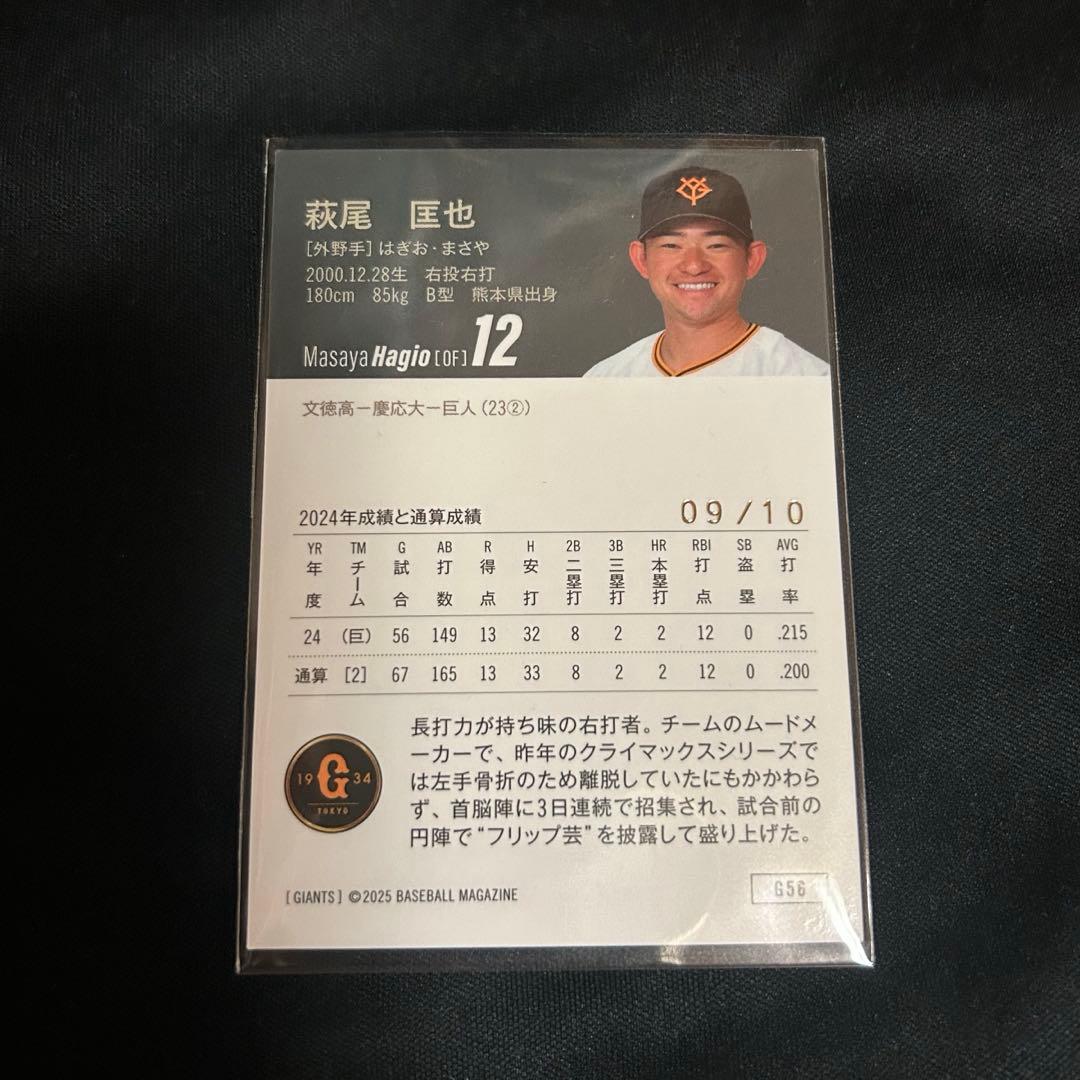 萩尾 匡也
[外野手] はぎお・まさや
2000.12.28生 右投右打
180cm 85kg B型 熊本県出身
Masaya Hagio [OF] 12
文徳高－慶応大－巨人(23②)
2024年成績と通算成績 09/10
YR TM G AB R H 2B 3B HR RBI SB AVG
年度 チーム 試合 打数 得点 安打 二塁打 三塁打 本塁打 打点 盗塁 打率
24 (巨) 56 149 13 32 8 2 2 12 0 .215
通算 [2] 67 165 13 33 8 2 2 12 0 .200
長打力が持ち味の右打者。チームのムードメ
ーカーで、昨年のクライマックスシリーズで
は左手骨折のため離脱していたにもかかわら
ず、首脳陣に3日連続で招集され、試合前の
円陣で“フリップ芸”を披露して盛り上げた。
19 G 34
TOKYO
[GIANTS] ©2025 BASEBALL MAGAZINE
G56